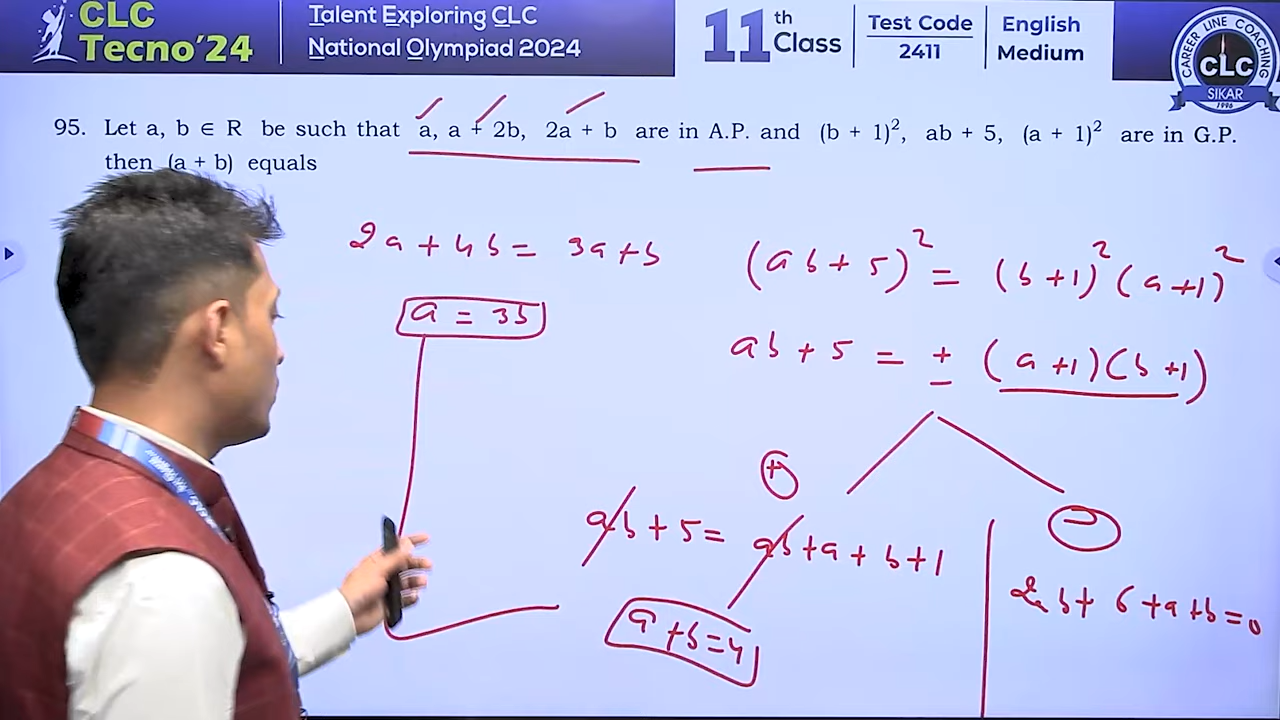 CLC Tecno'24
Talent Exploring CLC
National Olympiad 2024
11th Class
Test Code
2411
English
Medium
CAREER LINE COACHING
CLC
SIKAR
1996
95. Let a, b ∈ R be such that a, a + 2b, 2a + b are in A.P. and (b + 1)², ab + 5, (a + 1)² are in G.P.
then (a + b) equals
2a + 4b = 3a + b
(ab + 5)² = (b + 1)² (a + 1)²
a = 3b
ab + 5 = ± (a + 1)(b + 1)
+
−
ab + 5 = ab + a + b + 1
2ab + 6 + a + b = 0
a + b = 4